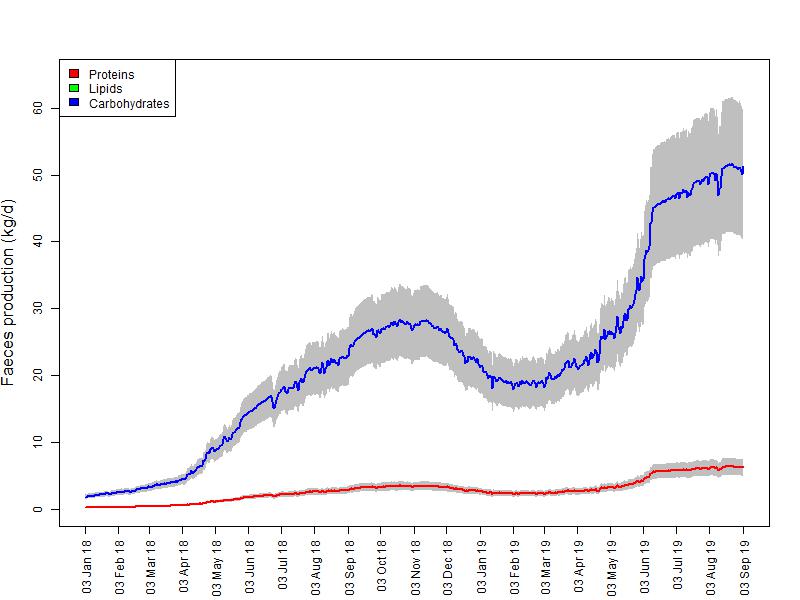 Proteins
Lipids
Carbohydrates
Faeces production (kg/d)
60
50
40
30
20
10
0
03 Jan 18
03 Feb 18
03 Mar 18
03 Apr 18
03 May 18
03 Jun 18
03 Jul 18
03 Aug 18
03 Sep 18
03 Oct 18
03 Nov 18
03 Dec 18
03 Jan 19
03 Feb 19
03 Mar 19
03 Apr 19
03 May 19
03 Jun 19
03 Jul 19
03 Aug 19
03 Sep 19